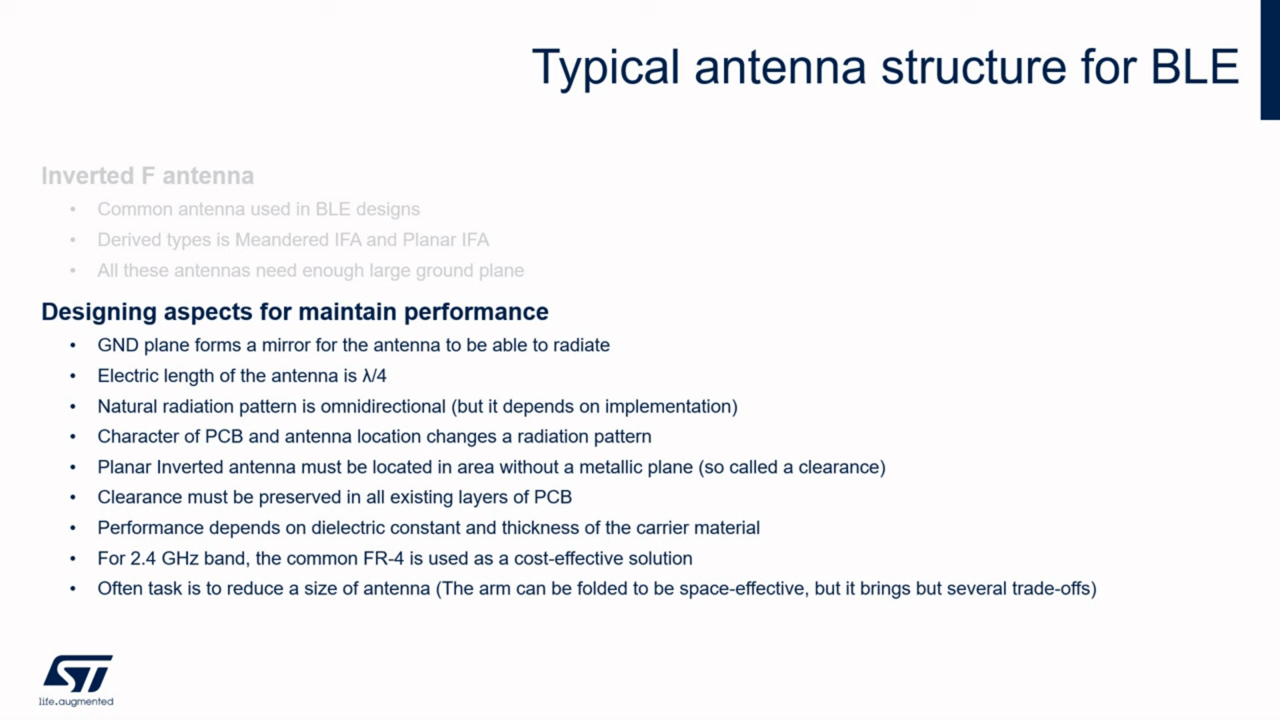 Typical antenna structure for BLE
Inverted F antenna
• Common antenna used in BLE designs
• Derived types is Meandered IFA and Planar IFA
• All these antennas need enough large ground plane
Designing aspects for maintain performance
• GND plane forms a mirror for the antenna to be able to radiate
• Electric length of the antenna is λ/4
• Natural radiation pattern is omnidirectional (but it depends on implementation)
• Character of PCB and antenna location changes a radiation pattern
• Planar Inverted antenna must be located in area without a metallic plane (so called a clearance)
• Clearance must be preserved in all existing layers of PCB
• Performance depends on dielectric constant and thickness of the carrier material
• For 2.4 GHz band, the common FR-4 is used as a cost-effective solution
• Often task is to reduce a size of antenna (The arm can be folded to be space-effective, but it brings but several trade-offs)
ST
life.augmented